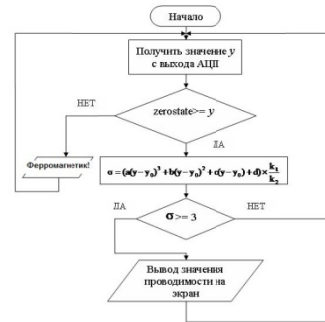 Начало
Получить значение y
с выхода АЦП
НЕТ
zerostate>= y
ДА
Ферромагнетик!
σ = (a(y−y₀)³ + b(y−y₀)² + c(y−y₀) + d) × k₁/k₂
ДА
σ >= 3
НЕТ
Вывод значения
проводимости на
экран